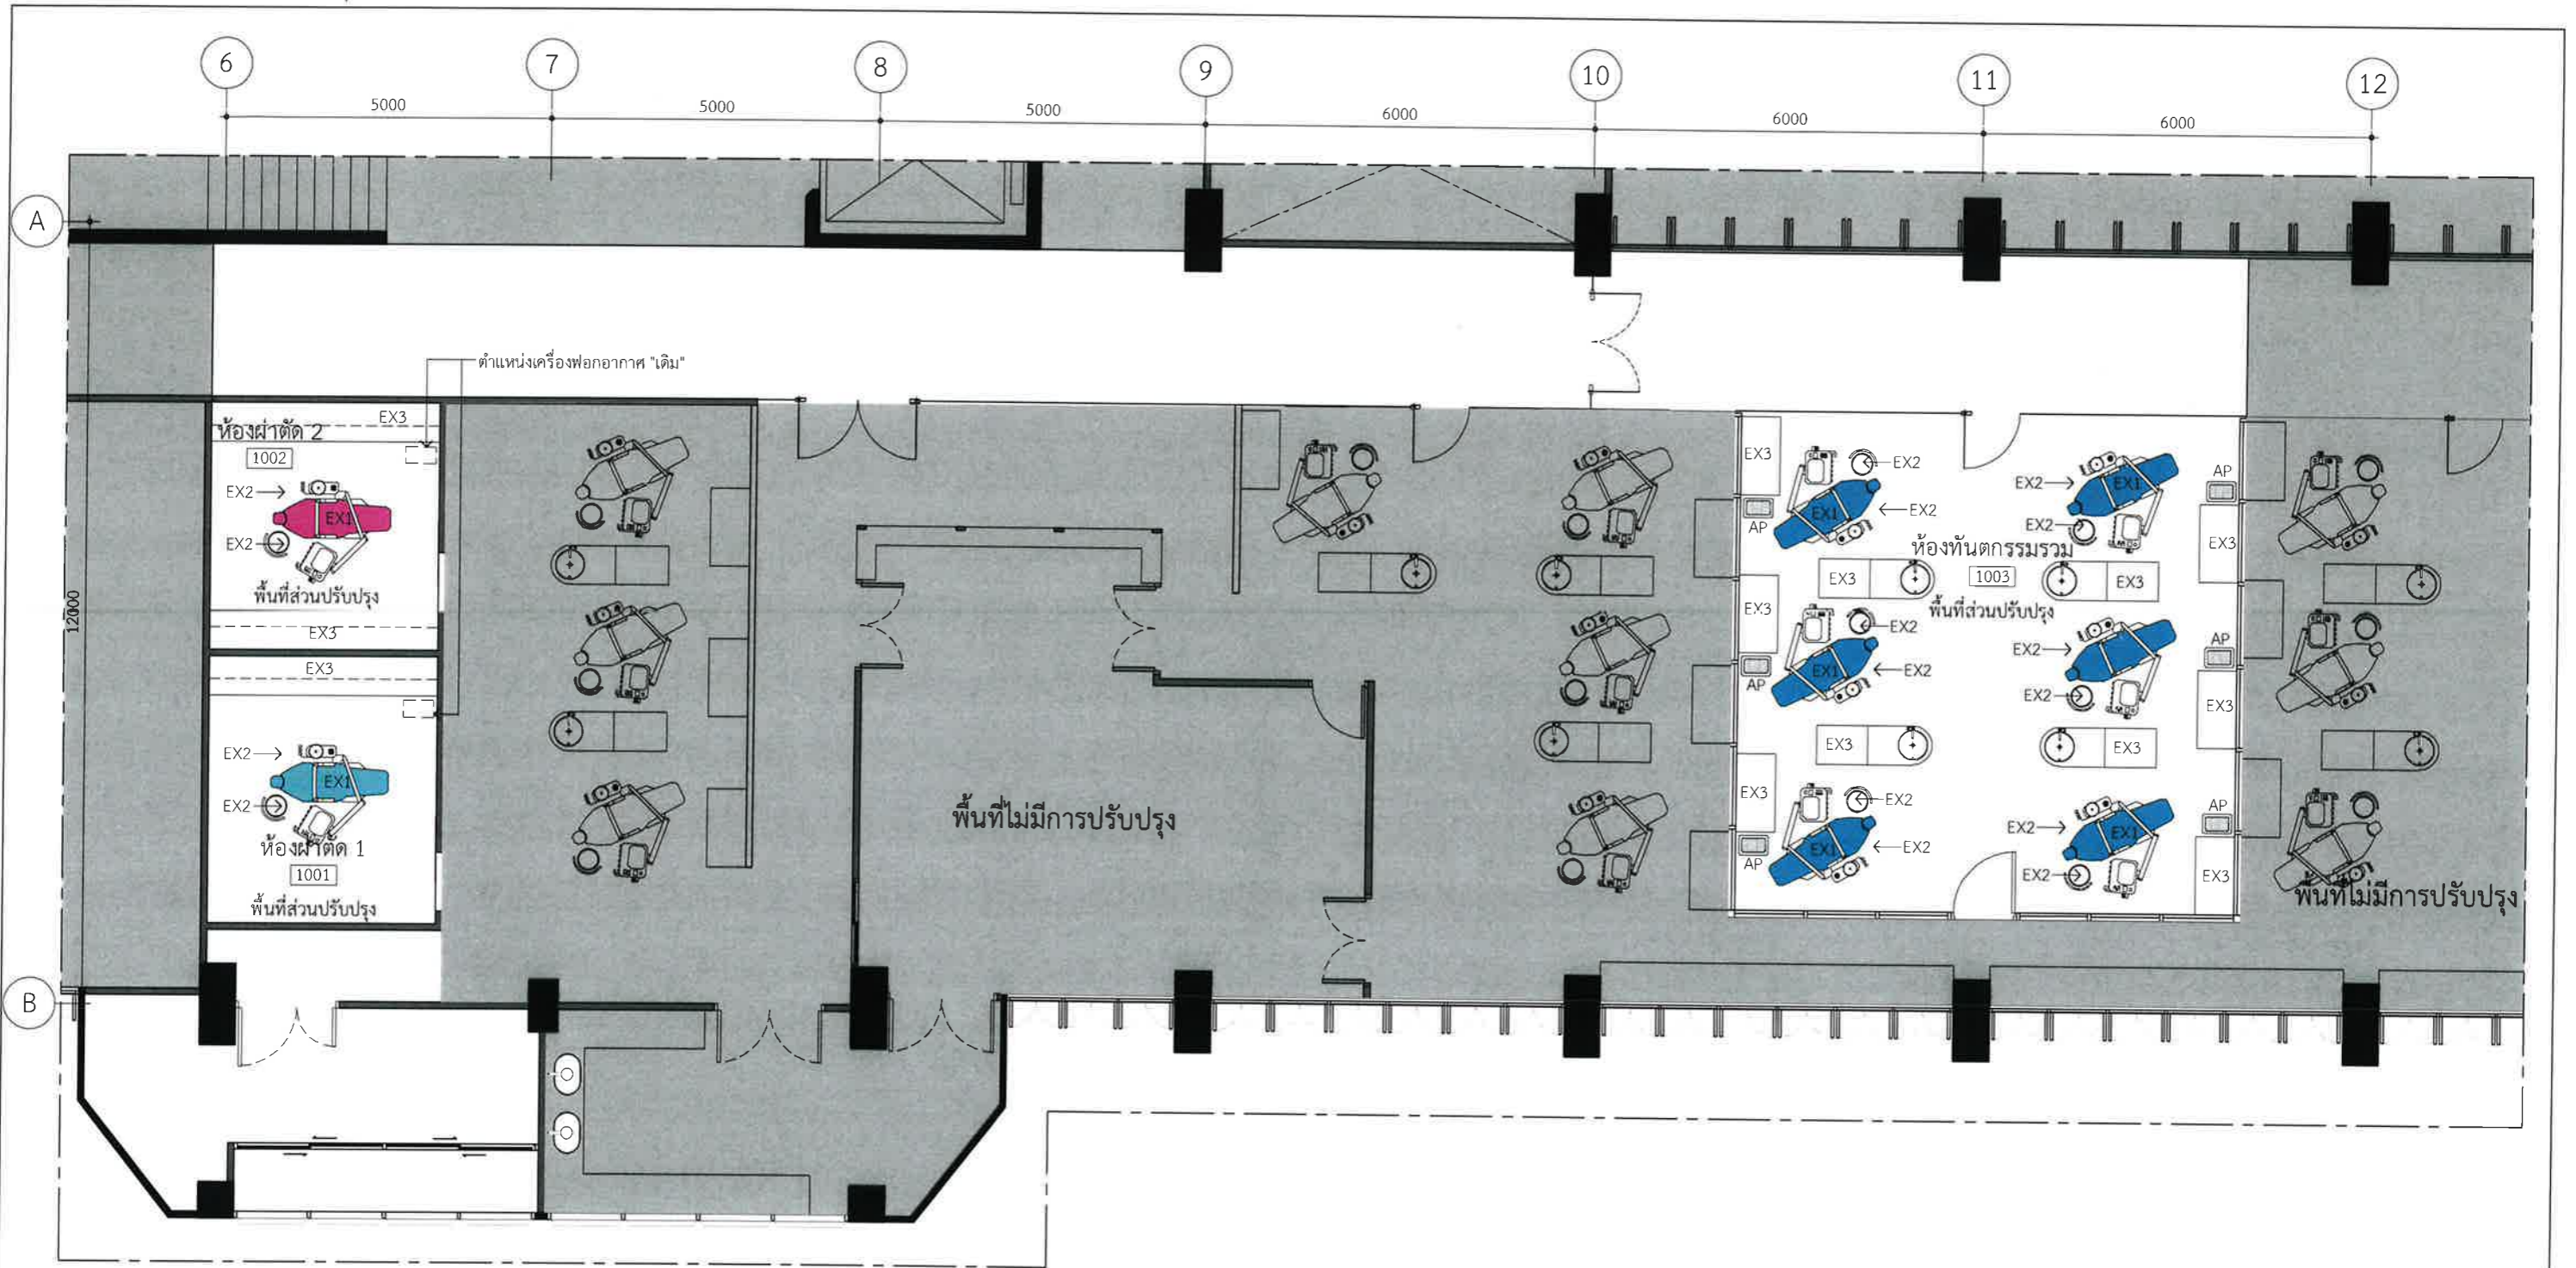 6 7 8 9 10 11 12
5000 5000 5000 6000 6000 6000
A
ตำแหน่งเครื่องฟอกอากาศ "เดิม"
EX3
ห้องผ่าตัด 2
1002
EX2
EX1
EX2
พื้นที่ส่วนปรับปรุง
EX3
12000
EX3
EX2
EX1
EX2
ห้องผ่าตัด 1
1001
พื้นที่ส่วนปรับปรุง
B
พื้นที่ไม่มีการปรับปรุง
EX3
EX2
EX2
EX1
AP
EX2
EX1
EX2
AP
EX3
ห้องทันตกรรมรวม
1003
พื้นที่ส่วนปรับปรุง
EX3
EX3
EX3
EX2
EX1
EX2
AP
EX2
EX2
AP
EX3
EX3
EX3
EX3
EX2
EX1
EX2
AP
EX2
EX1
EX2
AP
EX3
พื้นที่ไม่มีการปรับปรุง